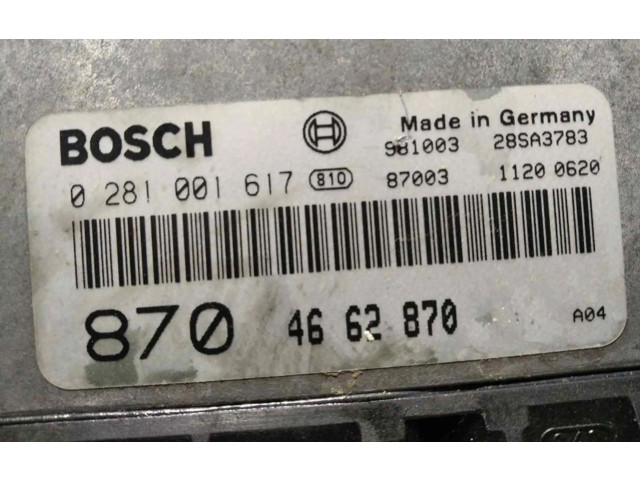 BOSCH Made in Germany
981003 28SA3783
0 281 001 617 810 87003 1120 0620
870 46 62 870 A04